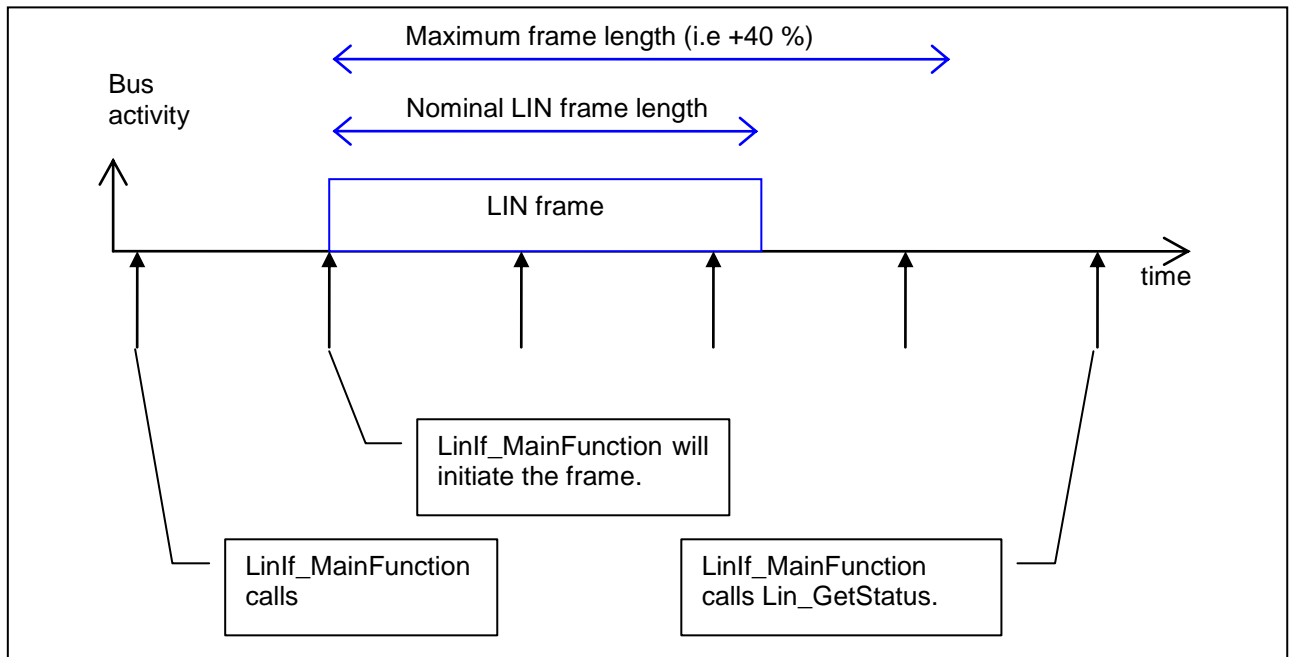 Maximum frame length (i.e +40 %)
Bus
activity
Nominal LIN frame length
LIN frame
time
LinIf_MainFunction will
initiate the frame.
LinIf_MainFunction
calls
LinIf_MainFunction
calls Lin_GetStatus.